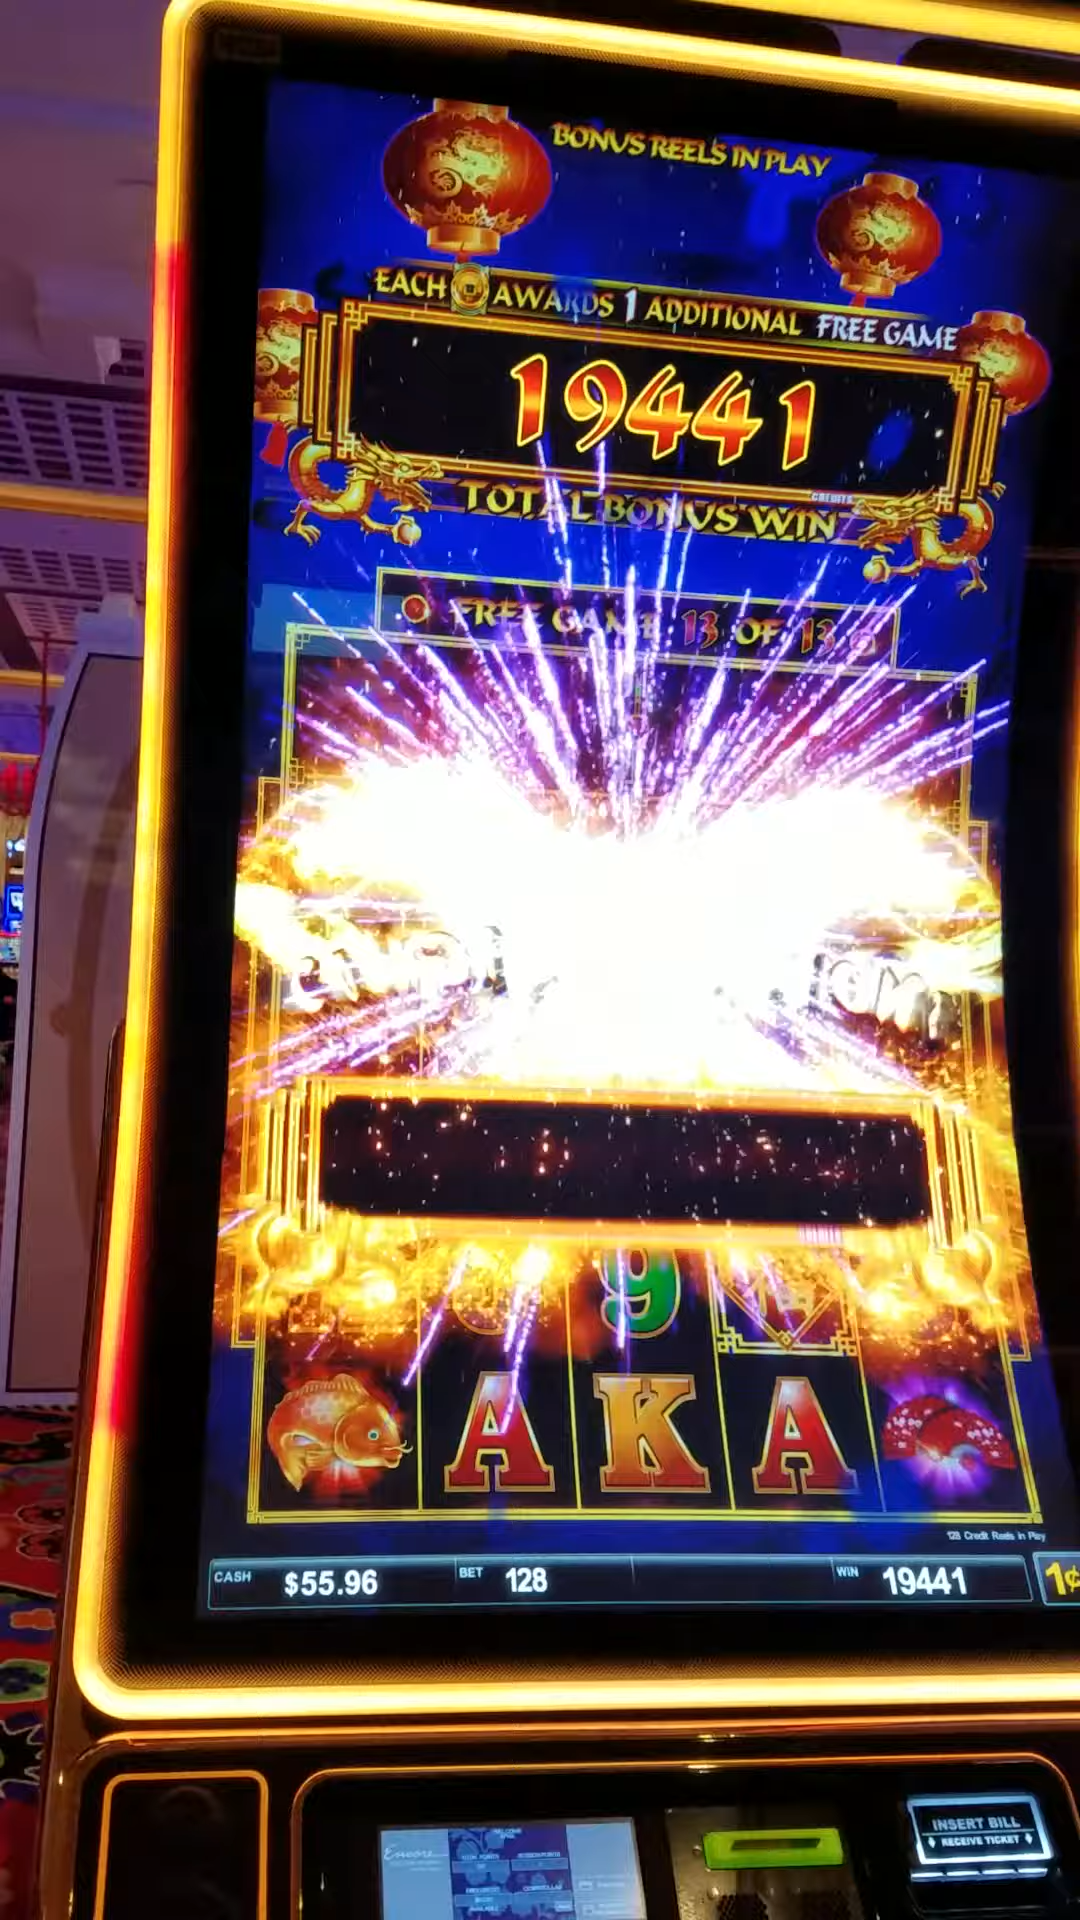 BONUS REELS IN PLAY
EACH AWARDS 1 ADDITIONAL FREE GAME
19441
CREDITS
TOTAL BONUS WIN
FREE GAME 13 OF 13
9
A K A
128 Credit Reels in Play
CASH $55.96 BET 128 WIN 19441 1¢
Encore
INSERT BILL
RECEIVE TICKET